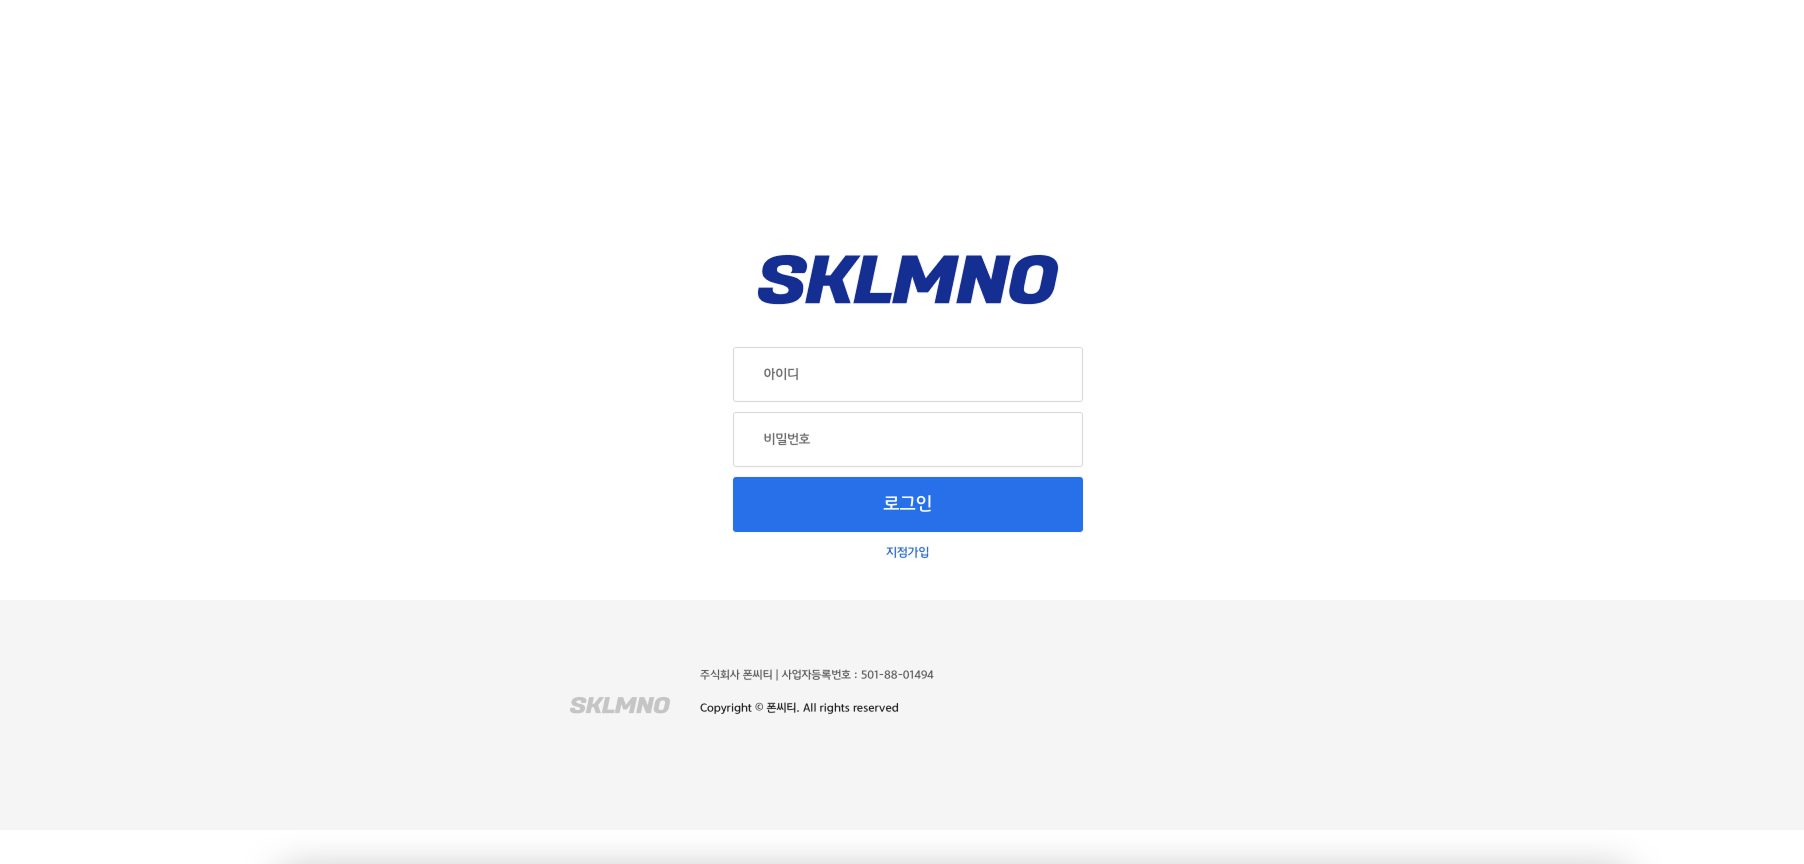 SKLMNO
아이디
비밀번호
로그인
지점가입
주식회사 폰씨티 | 사업자등록번호 : 501-88-01494
SKLMNO
Copyright © 폰씨티. All rights reserved